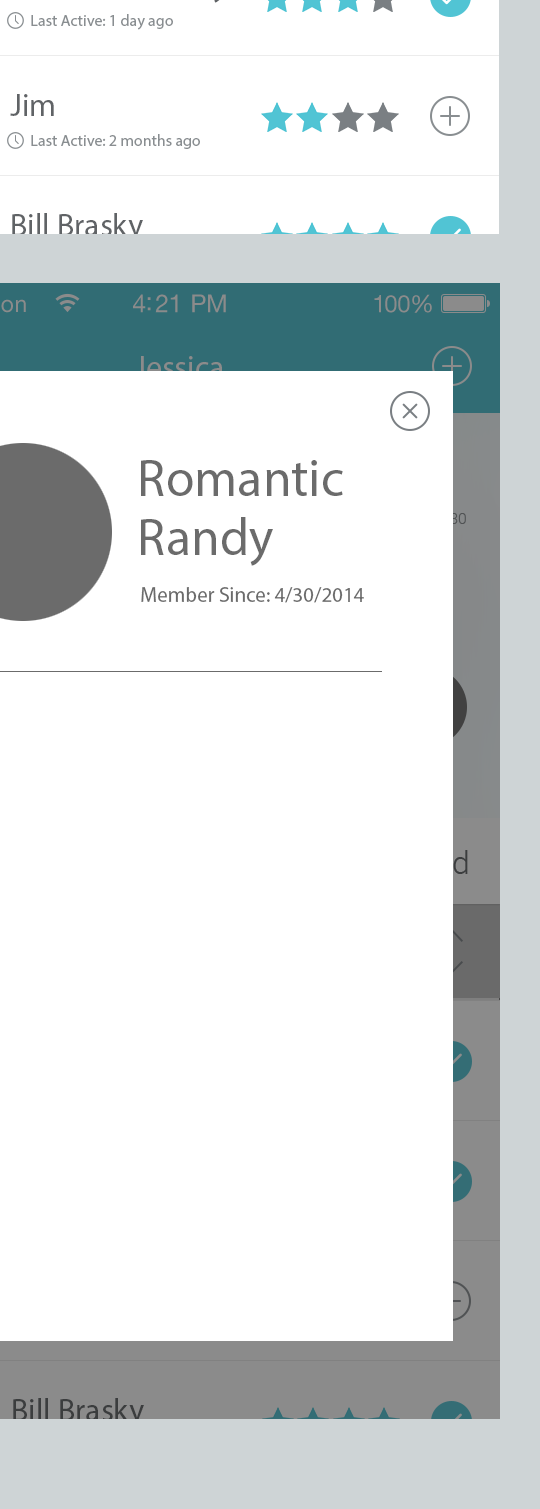 Last Active: 1 day ago
Jim
Last Active: 2 months ago
Bill Brasky
on 4:21 PM 100%
Jessica
Romantic
Randy
30
Member Since: 4/30/2014
d
Bill Brasky